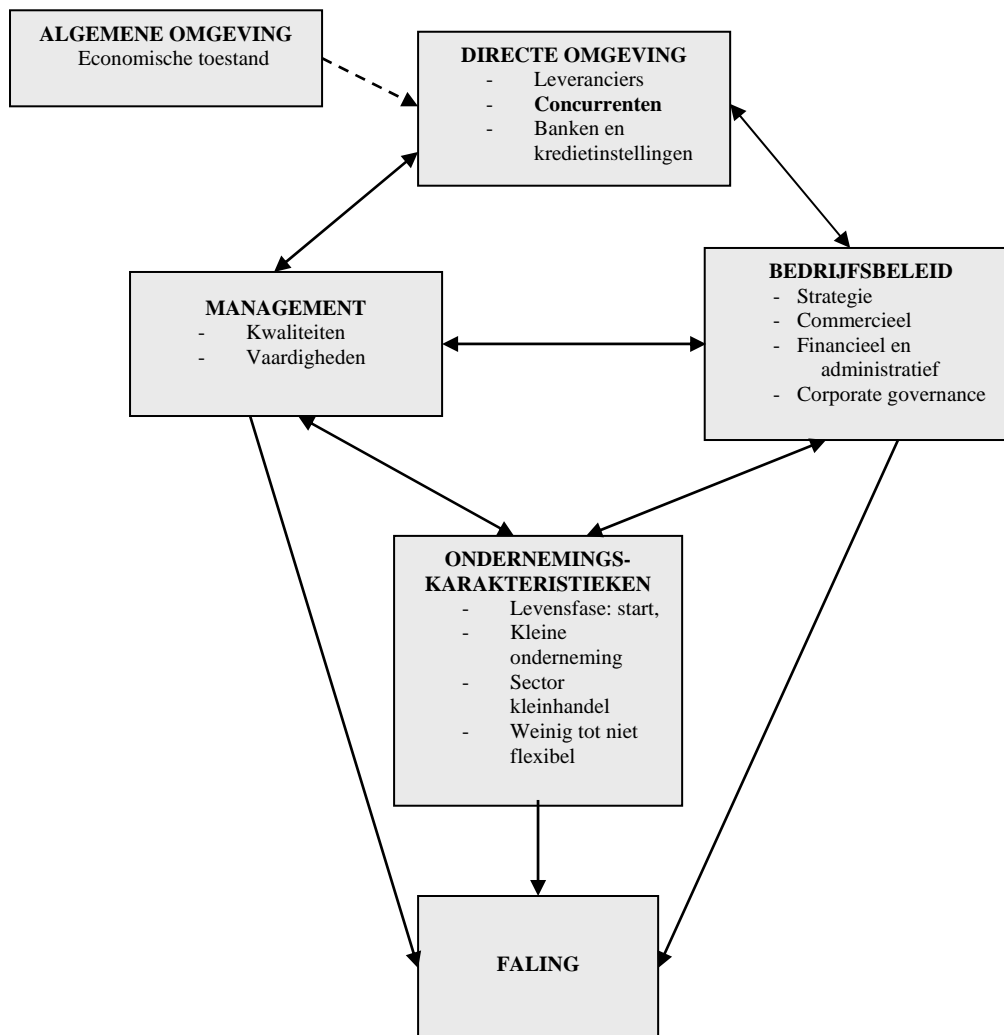 ALGEMENE OMGEVING
Economische toestand
DIRECTE OMGEVING
- Leveranciers
- Concurrenten
- Banken en
kredietinstellingen
MANAGEMENT
- Kwaliteiten
- Vaardigheden
BEDRIJFSBELEID
- Strategie
- Commercieel
- Financieel en
administratief
- Corporate governance
ONDERNEMINGS-
KARAKTERISTIEKEN
- Levensfase: start,
- Kleine
onderneming
- Sector
kleinhandel
- Weinig tot niet
flexibel
FALING